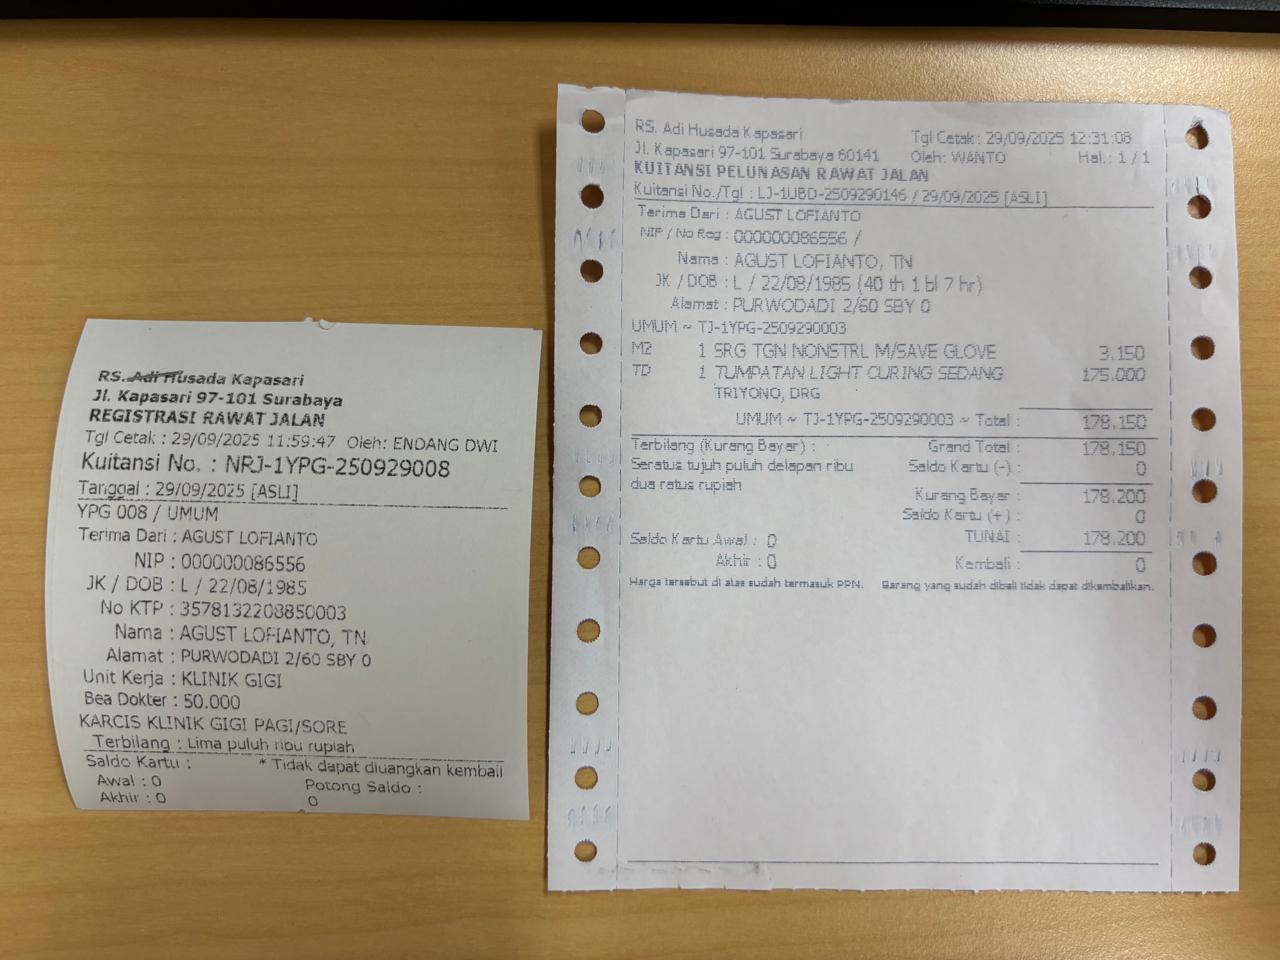 RS. Adi Husada Kapasari
Jl. Kapasari 97-101 Surabaya
REGISTRASI RAWAT JALAN
Tgl Cetak : 29/09/2025 11:59:47 Oleh: ENDANG DWI
Kuitansi No. : NRJ-1YPG-250929008
Tanggal : 29/09/2025 [ASLI]
YPG 008 / UMUM
Terima Dari : AGUST LOFIANTO
NIP : 000000086556
JK / DOB : L / 22/08/1985
No KTP : 3578132208850003
Nama : AGUST LOFIANTO, TN
Alamat : PURWODADI 2/60 SBY 0
Unit Kerja : KLINIK GIGI
Bea Dokter : 50.000
KARCIS KLINIK GIGI PAGI/SORE
Terbilang : Lima puluh ribu rupiah
Saldo Kartu : * Tidak dapat diuangkan kembali
Awal : 0 Potong Saldo :
Akhir : 0 0
RS. Adi Husada Kapasari Tgl Cetak : 29/09/2025 12:31:08
Jl. Kapasari 97-101 Surabaya 60141 Oleh: WANTO Hal.: 1 / 1
KUITANSI PELUNASAN RAWAT JALAN
Kuitansi No./Tgl : LJ-1UBD-2509290146 / 29/09/2025 [ASLI]
Terima Dari : AGUST LOFIANTO
NIP / No Reg : 000000086556 /
Nama : AGUST LOFIANTO, TN
JK / DOB : L / 22/08/1985 (40 th 1 bl 7 hr)
Alamat : PURWODADI 2/60 SBY 0
UMUM ~ TJ-1YPG-2509290003
M2 1 SRG TGN NONSTRL M/SAVE GLOVE 3.150
TD 1 TUMPATAN LIGHT CURING SEDANG 175.000
TRIYONO, DRG
UMUM ~ TJ-1YPG-2509290003 ~ Total : 178.150
Terbilang (Kurang Bayar) : Grand Total : 178.150
Seratus tujuh puluh delapan ribu Saldo Kartu (-) : 0
dua ratus rupiah
Kurang Bayar : 178.200
Saldo Kartu (+) : 0
Saldo Kartu Awal : 0 TUNAI : 178.200
Akhir : 0 Kembali : 0
Harga tersebut di atas sudah termasuk PPN. Barang yang sudah dibeli tidak dapat dikembalikan.